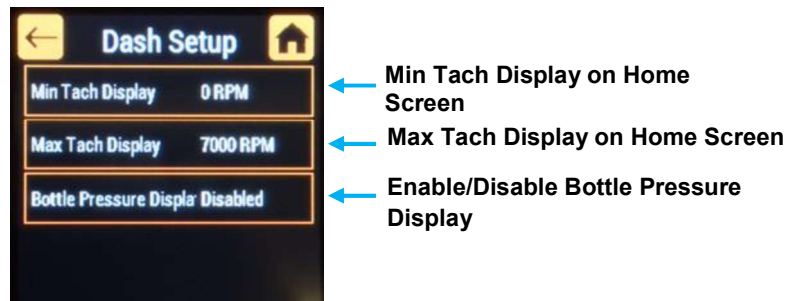 Dash Setup
Min Tach Display 0 RPM
Max Tach Display 7000 RPM
Bottle Pressure Displa Disabled
Min Tach Display on Home
Screen
Max Tach Display on Home Screen
Enable/Disable Bottle Pressure
Display